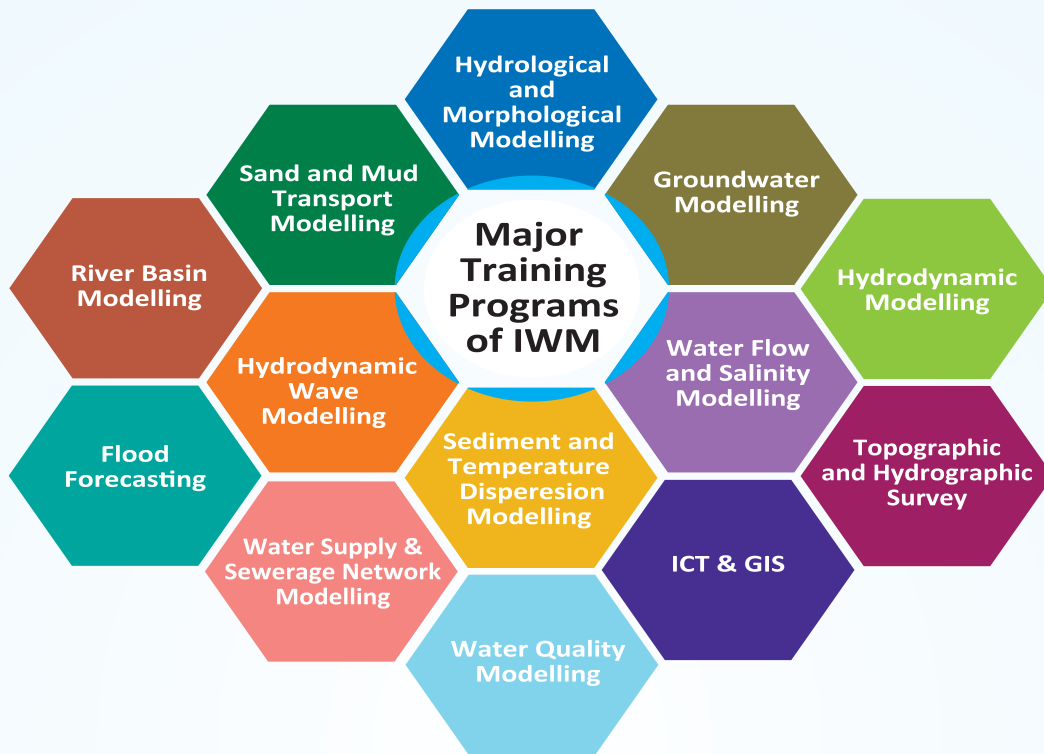 Hydrological
and
Morphological
Modelling
Sand and Mud
Transport
Modelling
Groundwater
Modelling
River Basin
Modelling
Major
Training
Programs
of IWM
Hydrodynamic
Modelling
Hydrodynamic
Wave
Modelling
Water Flow
and Salinity
Modelling
Flood
Forecasting
Sediment and
Temperature
Disperesion
Modelling
Topographic
and Hydrographic
Survey
Water Supply &
Sewerage Network
Modelling
ICT & GIS
Water Quality
Modelling